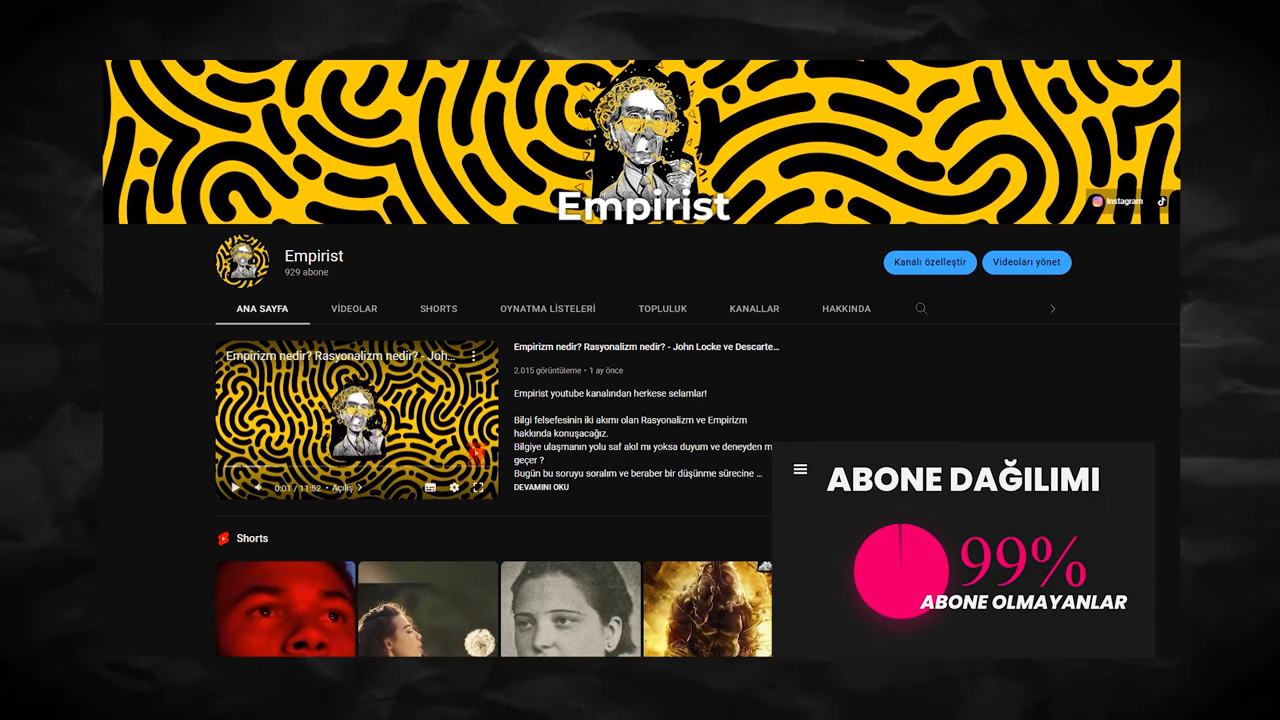 Empirist
Instagram
Empirist
929 abone
Kanalı özelleştir
Videoları yönet
ANA SAYFA
VİDEOLAR
SHORTS
OYNATMA LİSTELERİ
TOPLULUK
KANALLAR
HAKKINDA
Empirizm nedir? Rasyonalizm nedir? - Joh...
0:01 / 11:52 • Açılış
Empirizm nedir? Rasyonalizm nedir? - John Locke ve Descarte...
2.015 görüntüleme • 1 ay önce
Empirist youtube kanalından herkese selamlar!
Bilgi felsefesinin iki akımı olan Rasyonalizm ve Empirizm
hakkında konuşacağız.
Bilgiye ulaşmanın yolu saf akıl mı yoksa duyum ve deneyden m
geçer ?
Bugün bu soruyu soralım ve beraber bir düşünme sürecine ...
DEVAMINI OKU
Shorts
ABONE DAĞILIMI
99%
ABONE OLMAYANLAR